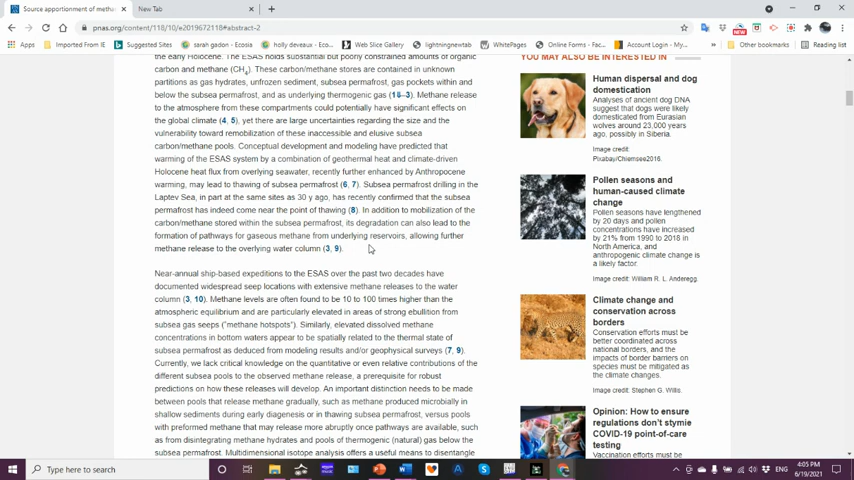 Source apportionment of metha
New Tab
pnas.org/content/118/10/e2019672118#abstract-2
Apps
Imported From IE
Suggested Sites
sarah gadon - Ecosia
holly deveaux - Eco...
Web Slice Gallery
lightningnewtab
WhitePages
Online Forms - Fac...
Account Login - My...
Other bookmarks
Reading list
the early Holocene. The ESAS holds substantial but poorly constrained amounts of organic
carbon and methane (CH4). These carbon/methane stores are contained in unknown
partitions as gas hydrates, unfrozen sediment, subsea permafrost, gas pockets within and
below the subsea permafrost, and as underlying thermogenic gas (1⇓–3). Methane release
to the atmosphere from these compartments could potentially have significant effects on
the global climate (4, 5), yet there are large uncertainties regarding the size and the
vulnerability toward remobilization of these inaccessible and elusive subsea
carbon/methane pools. Conceptual development and modeling have predicted that
warming of the ESAS system by a combination of geothermal heat and climate-driven
Holocene heat flux from overlying seawater, recently further enhanced by Anthropocene
warming, may lead to thawing of subsea permafrost (6, 7). Subsea permafrost drilling in the
Laptev Sea, in part at the same sites as 30 y ago, has recently confirmed that the subsea
permafrost has indeed come near the point of thawing (8). In addition to mobilization of the
carbon/methane stored within the subsea permafrost, its degradation can also lead to the
formation of pathways for gaseous methane from underlying reservoirs, allowing further
methane release to the overlying water column (3, 9).
Near-annual ship-based expeditions to the ESAS over the past two decades have
documented widespread seep locations with extensive methane releases to the water
column (3, 10). Methane levels are often found to be 10 to 100 times higher than the
atmospheric equilibrium and are particularly elevated in areas of strong ebullition from
subsea gas seeps ("methane hotspots"). Similarly, elevated dissolved methane
concentrations in bottom waters appear to be spatially related to the thermal state of
subsea permafrost as deduced from modeling results and/or geophysical surveys (7, 9).
Currently, we lack critical knowledge on the quantitative or even relative contributions of the
different subsea pools to the observed methane release, a prerequisite for robust
predictions on how these releases will develop. An important distinction needs to be made
between pools that release methane gradually, such as methane produced microbially in
shallow sediments during early diagenesis or in thawing subsea permafrost, versus pools
with preformed methane that may release more abruptly once pathways are available, such
as from disintegrating methane hydrates and pools of thermogenic (natural) gas below the
subsea permafrost. Multidimensional isotope analysis offers a useful means to disentangle
YOU MAY ALSO BE INTERESTED IN
Human dispersal and dog
domestication
Analyses of ancient dog DNA
suggest that dogs were likely
domesticated from Eurasian
wolves around 23,000 years
ago, possibly in Siberia.
Image credit:
Pixabay/Chiemsee2016.
Pollen seasons and
human-caused climate
change
Pollen seasons have lengthened
by 20 days and pollen
concentrations have increased
by 21% from 1990 to 2018 in
North America, and
anthropogenic climate change is
a likely factor.
Image credit: William R. L. Anderegg.
Climate change and
conservation across
borders
Conservation efforts must be
better coordinated across
national borders, and the
impacts of border barriers on
species must be mitigated as
the climate changes.
Image credit: Stephen G. Willis.
Opinion: How to ensure
regulations don't stymie
COVID-19 point-of-care
testing
Vaccination efforts must be
Type here to search
ENG
4:05 PM
6/19/2021